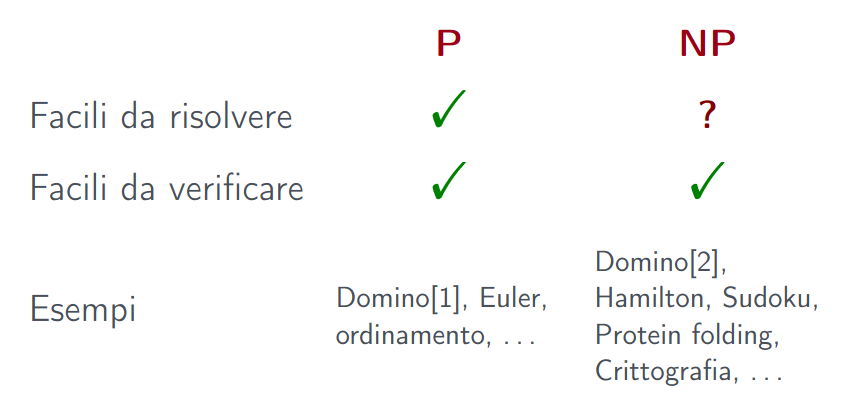 P NP
Facili da risolvere ✓ ?
Facili da verificare ✓ ✓
Esempi
Domino[1], Euler,
ordinamento, ...
Domino[2],
Hamilton, Sudoku,
Protein folding,
Crittografia, ...